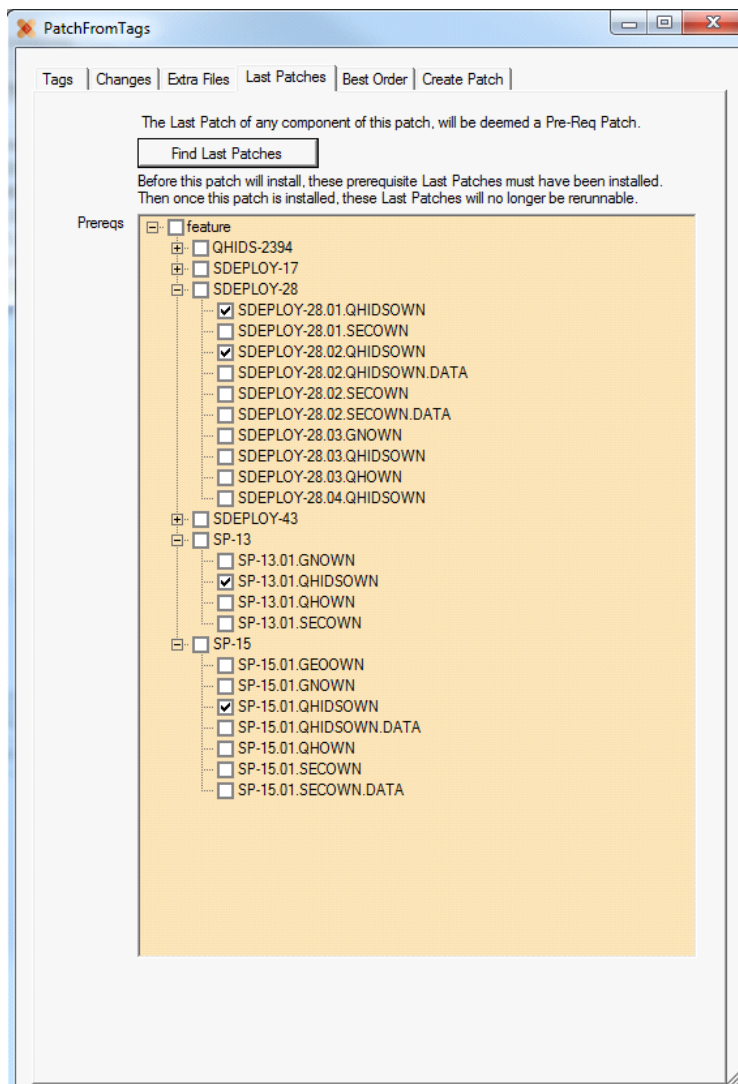 PatchFromTags
Tags Changes Extra Files Last Patches Best Order Create Patch
The Last Patch of any component of this patch, will be deemed a Pre-Req Patch.
Find Last Patches
Before this patch will install, these prerequisite Last Patches must have been installed.
Then once this patch is installed, these Last Patches will no longer be rerunnable.
Prereqs
feature
QHIDS-2394
SDEPLOY-17
SDEPLOY-28
SDEPLOY-28.01.QHIDSOWN
SDEPLOY-28.01.SECOWN
SDEPLOY-28.02.QHIDSOWN
SDEPLOY-28.02.QHIDSOWN.DATA
SDEPLOY-28.02.SECOWN
SDEPLOY-28.02.SECOWN.DATA
SDEPLOY-28.03.GNOWN
SDEPLOY-28.03.QHIDSOWN
SDEPLOY-28.03.QHOWN
SDEPLOY-28.04.QHIDSOWN
SDEPLOY-43
SP-13
SP-13.01.GNOWN
SP-13.01.QHIDSOWN
SP-13.01.QHOWN
SP-13.01.SECOWN
SP-15
SP-15.01.GEOOWN
SP-15.01.GNOWN
SP-15.01.QHIDSOWN
SP-15.01.QHIDSOWN.DATA
SP-15.01.QHOWN
SP-15.01.SECOWN
SP-15.01.SECOWN.DATA